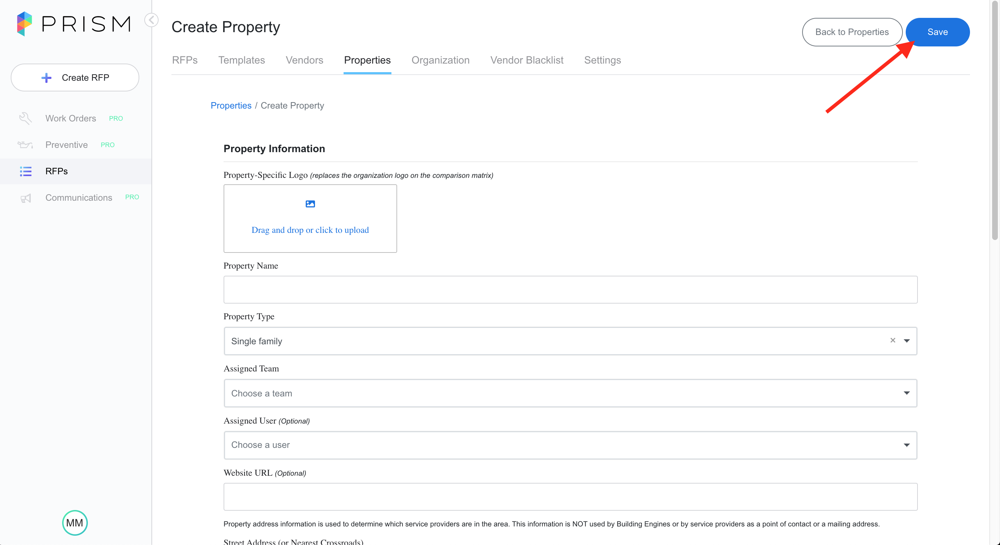 PRISM
Create RFP
Work Orders PRO
Preventive PRO
RFPs
Communications PRO
MM
Create Property
Back to Properties
Save
RFPs Templates Vendors Properties Organization Vendor Blacklist Settings
Properties / Create Property
Property Information
Property-Specific Logo (replaces the organization logo on the comparison matrix)
Drag and drop or click to upload
Property Name
Property Type
Single family
Assigned Team
Choose a team
Assigned User (Optional)
Choose a user
Website URL (Optional)
Property address information is used to determine which service providers are in the area. This information is NOT used by Building Engines or by service providers as a point of contact or a mailing address.
Street Address (or Nearest Crossroads)